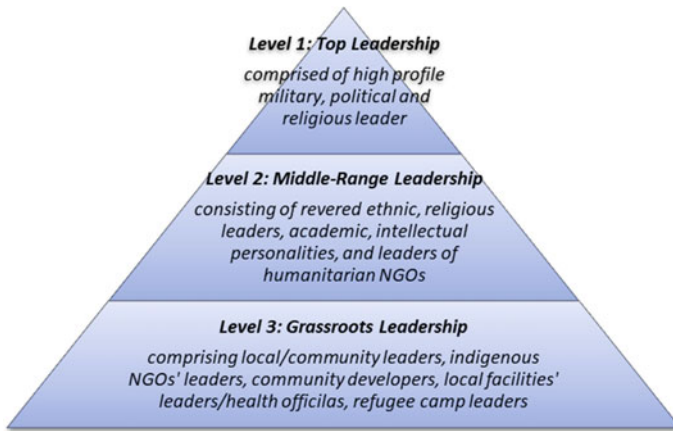 Level 1: Top Leadership
comprised of high profile
military, political and
religious leader
Level 2: Middle-Range Leadership
consisting of revered ethnic, religious
leaders, academic, intellectual
personalities, and leaders of
humanitarian NGOs
Level 3: Grassroots Leadership
comprising local/community leaders, indigenous
NGOs' leaders, community developers, local facilities'
leaders/health officilas, refugee camp leaders